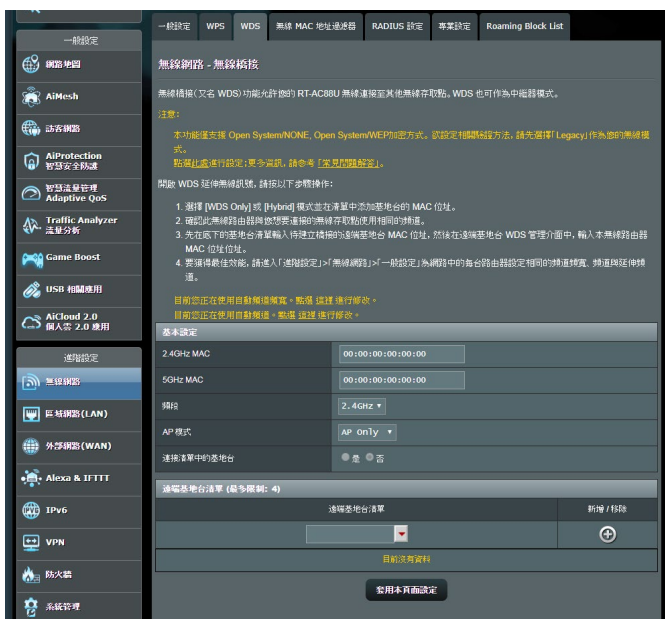 一般設定
WPS
WDS
無線 MAC 地址過濾器
RADIUS 設定
專業設定
Roaming Block List
一般設定
網路地圖
AiMesh
訪客網路
AiProtection
智慧安全防護
智慧流量管理
Adaptive QoS
Traffic Analyzer
流量分析
Game Boost
USB 相關應用
AiCloud 2.0
個人雲 2.0 應用
進階設定
無線網路
區域網路(LAN)
外部網路(WAN)
Alexa & IFTTT
IPv6
VPN
防火牆
系統管理
無線網路 - 無線橋接
無線橋接(又名 WDS)功能允許您的 RT-AC88U 無線連接至其他無線存取點。WDS 也可作為中繼器模式。
注意:
本功能僅支援 Open System/NONE, Open System/WEP加密方式。欲設定相關驗證方法, 請先選擇「Legacy」作為您的無線模
式。
點選此處進行設定;更多資訊, 請參考「常見問題解答」。
開啟 WDS 延伸無線訊號, 請按以下步驟操作:
1. 選擇 [WDS Only] 或 [Hybrid] 模式並在清單中添加基地台的 MAC 位址。
2. 確認此無線路由器與您想要連接的無線存取點使用相同的頻道。
3. 先在底下的基地台清單輸入待建立橋接的遠端基地台 MAC 位址, 然後在遠端基地台 WDS 管理介面中, 輸入本無線路由器
MAC 位址位址。
4. 要獲得最佳效能, 請進入「進階設定」>「無線網路」>「一般設定」為網路中的每台路由器設定相同的頻道頻寬、頻道與延伸頻
道。
目前您正在使用自動頻道頻寬。點選 這裡 進行修改。
目前您正在使用自動頻道。點選 這裡 進行修改。
基本設定
2.4GHz MAC
00:00:00:00:00:00
5GHz MAC
00:00:00:00:00:00
頻段
2.4GHz
AP 模式
AP Only
連接清單中的基地台
是 否
遠端基地台清單 (最多限制: 4)
遠端基地台清單
新增 / 移除
目前沒有資料
套用本頁面設定